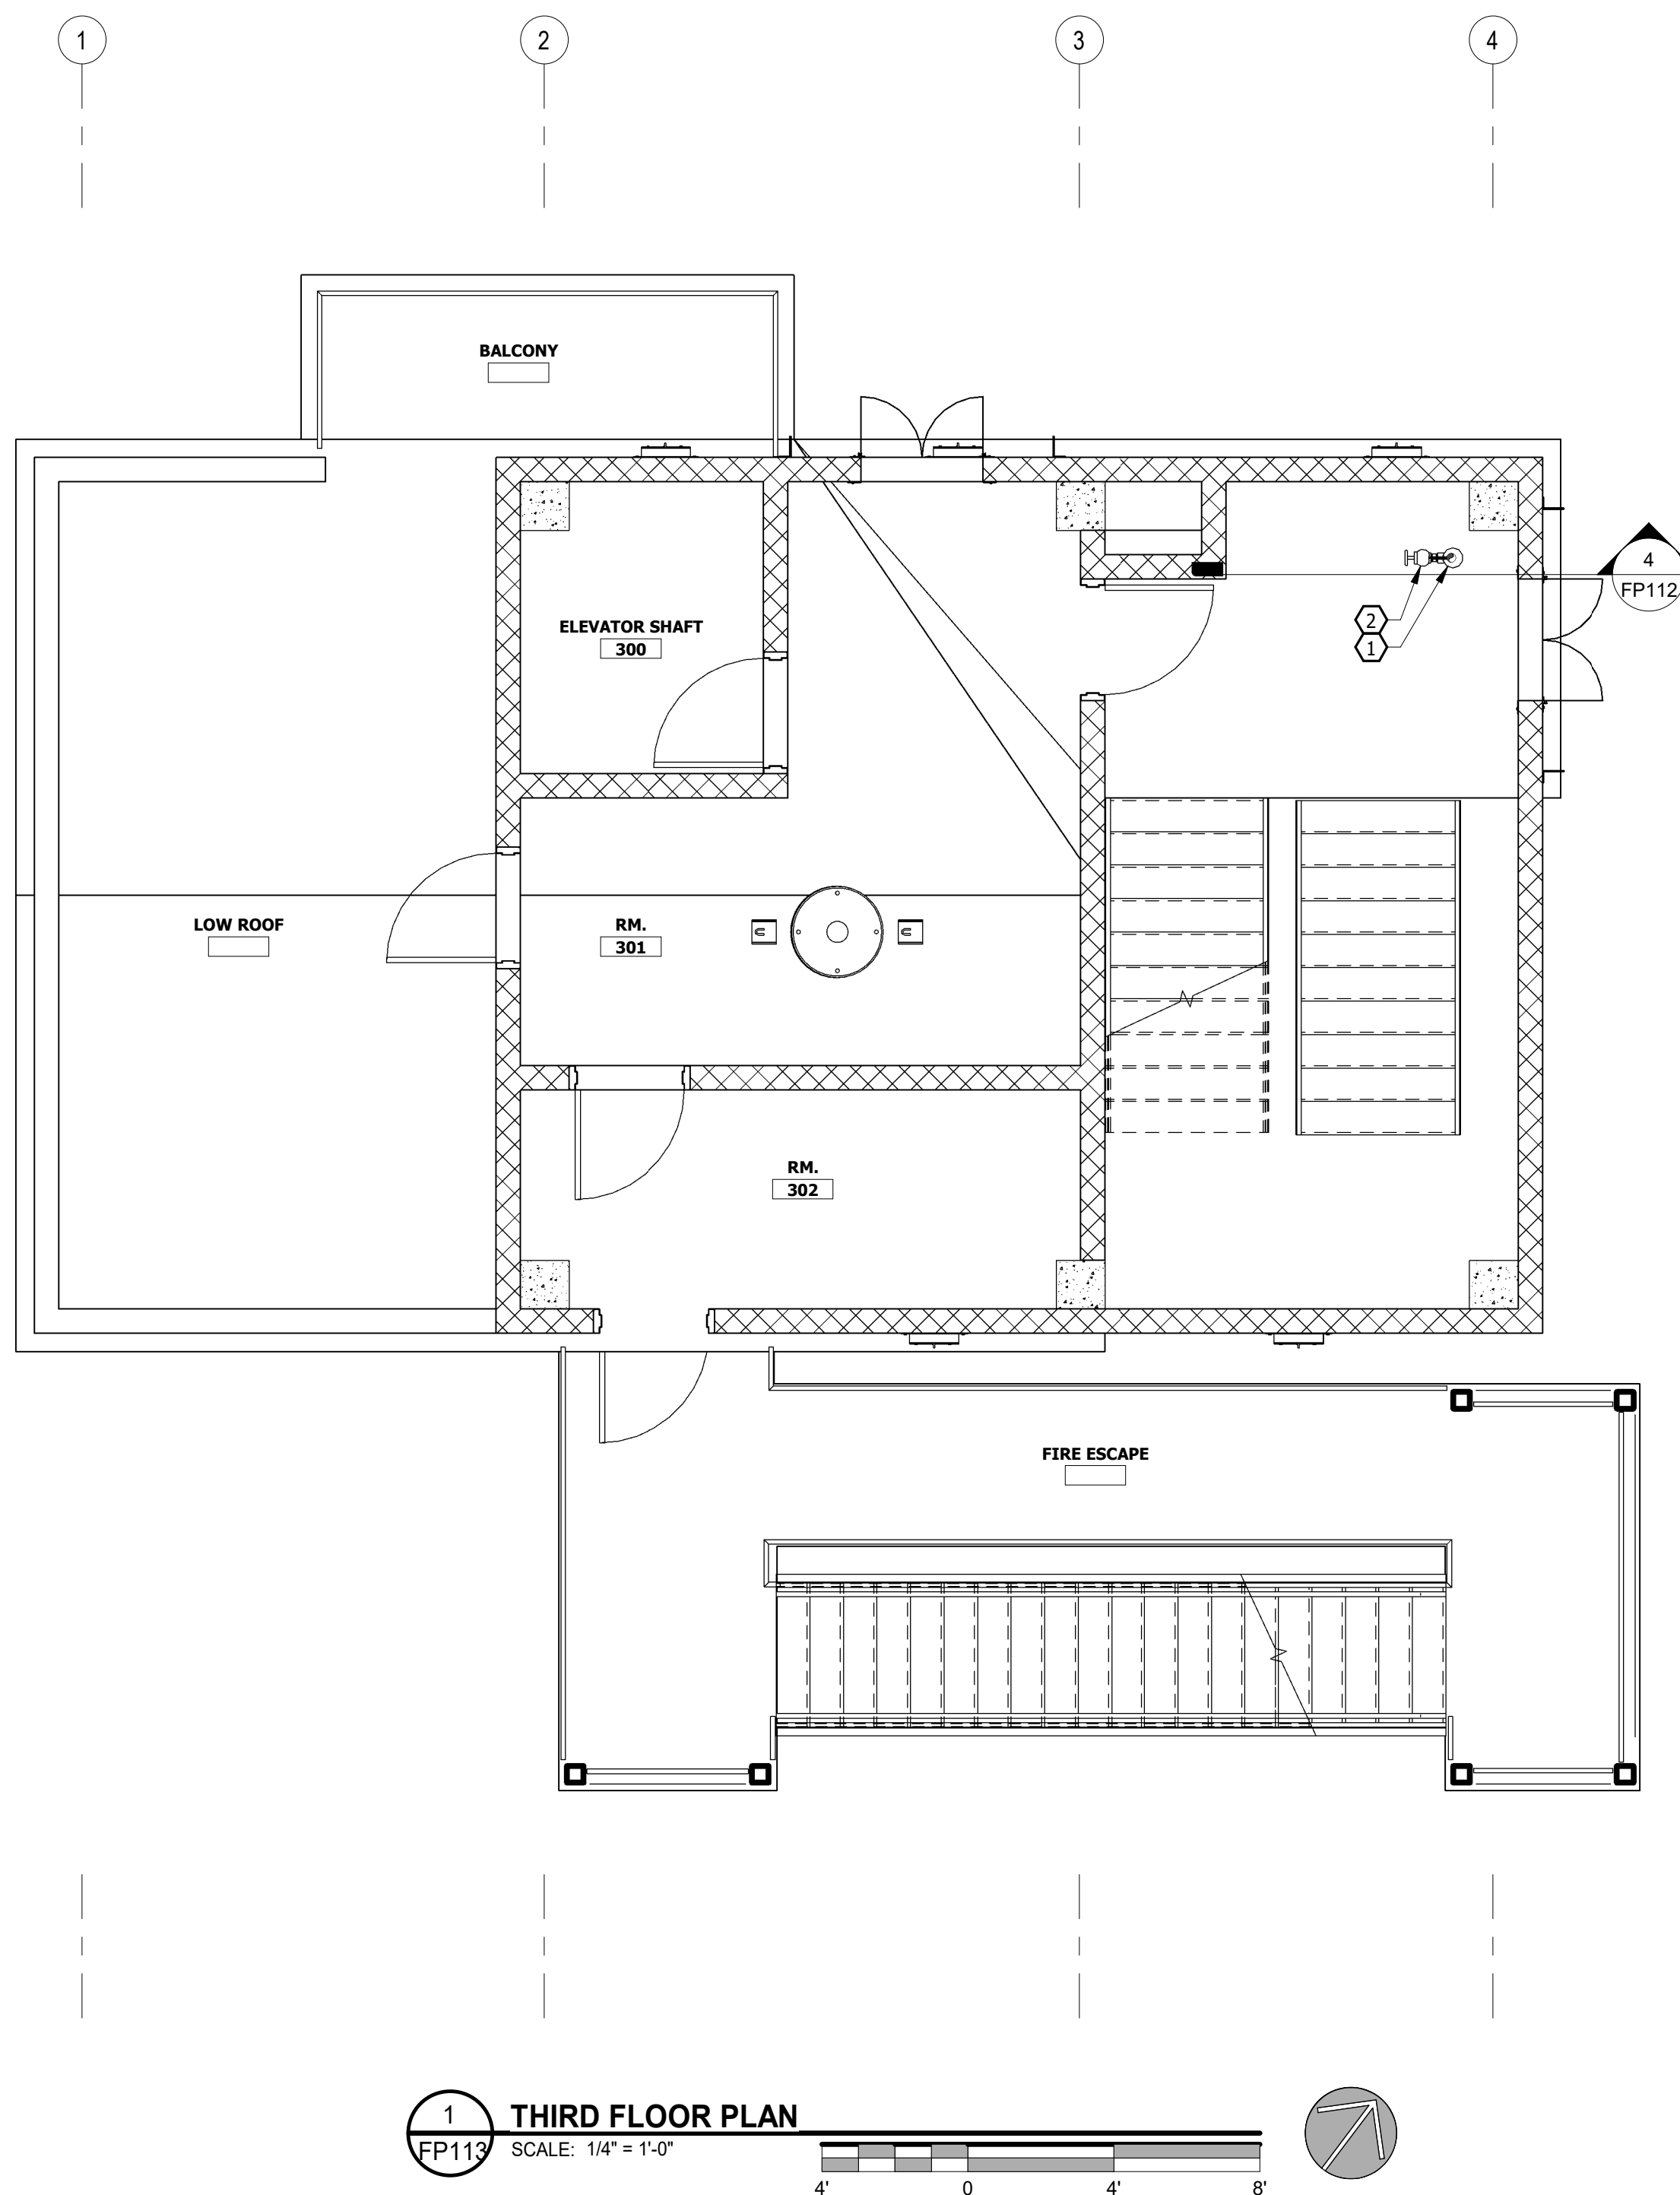 1
2
3
4
BALCONY
4
FP112
ELEVATOR SHAFT
300
2
1
LOW ROOF
RM.
301
RM.
302
FIRE ESCAPE
1
FP113
THIRD FLOOR PLAN
SCALE: 1/4" = 1'-0"
4' 0 4' 8'